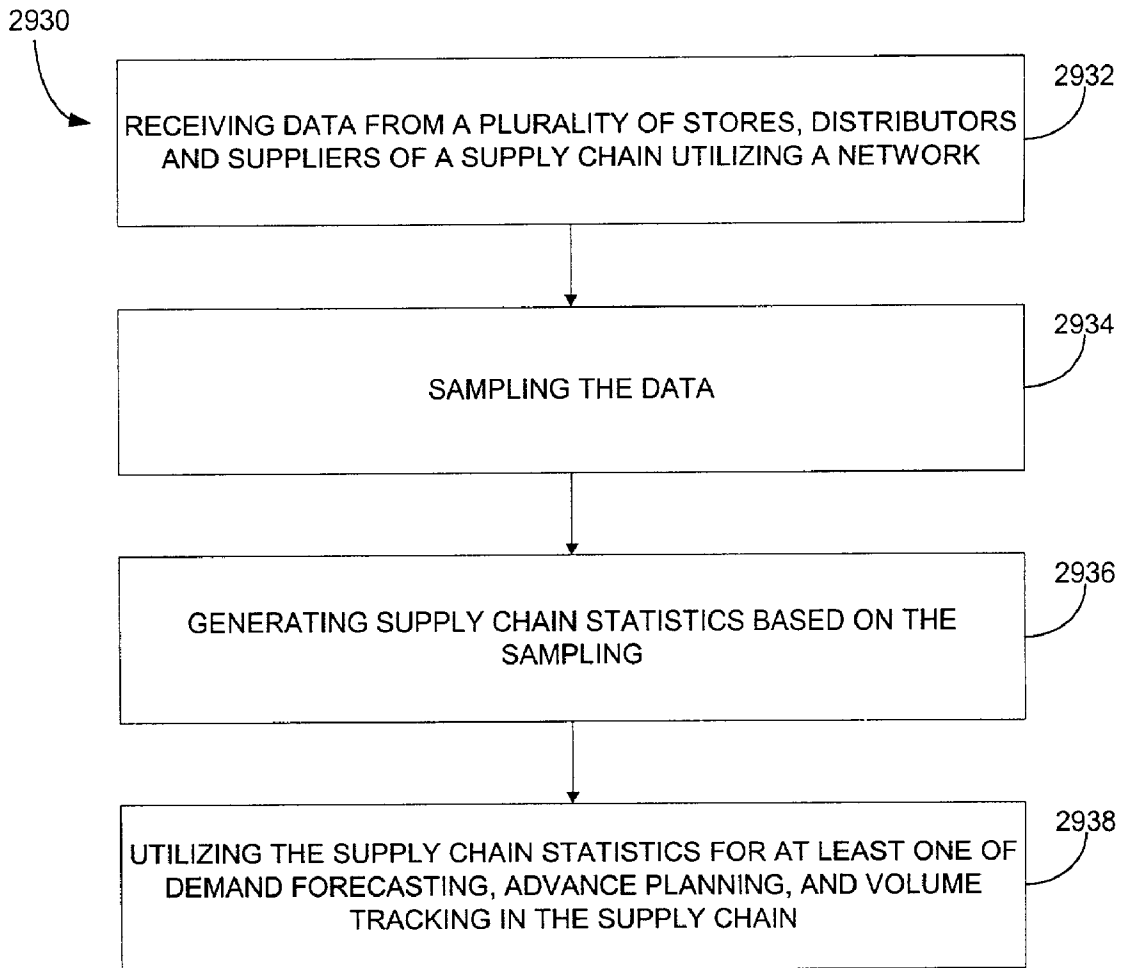 2930
2932
RECEIVING DATA FROM A PLURALITY OF STORES, DISTRIBUTORS
AND SUPPLIERS OF A SUPPLY CHAIN UTILIZING A NETWORK
2934
SAMPLING THE DATA
2936
GENERATING SUPPLY CHAIN STATISTICS BASED ON THE
SAMPLING
2938
UTILIZING THE SUPPLY CHAIN STATISTICS FOR AT LEAST ONE OF
DEMAND FORECASTING, ADVANCE PLANNING, AND VOLUME
TRACKING IN THE SUPPLY CHAIN